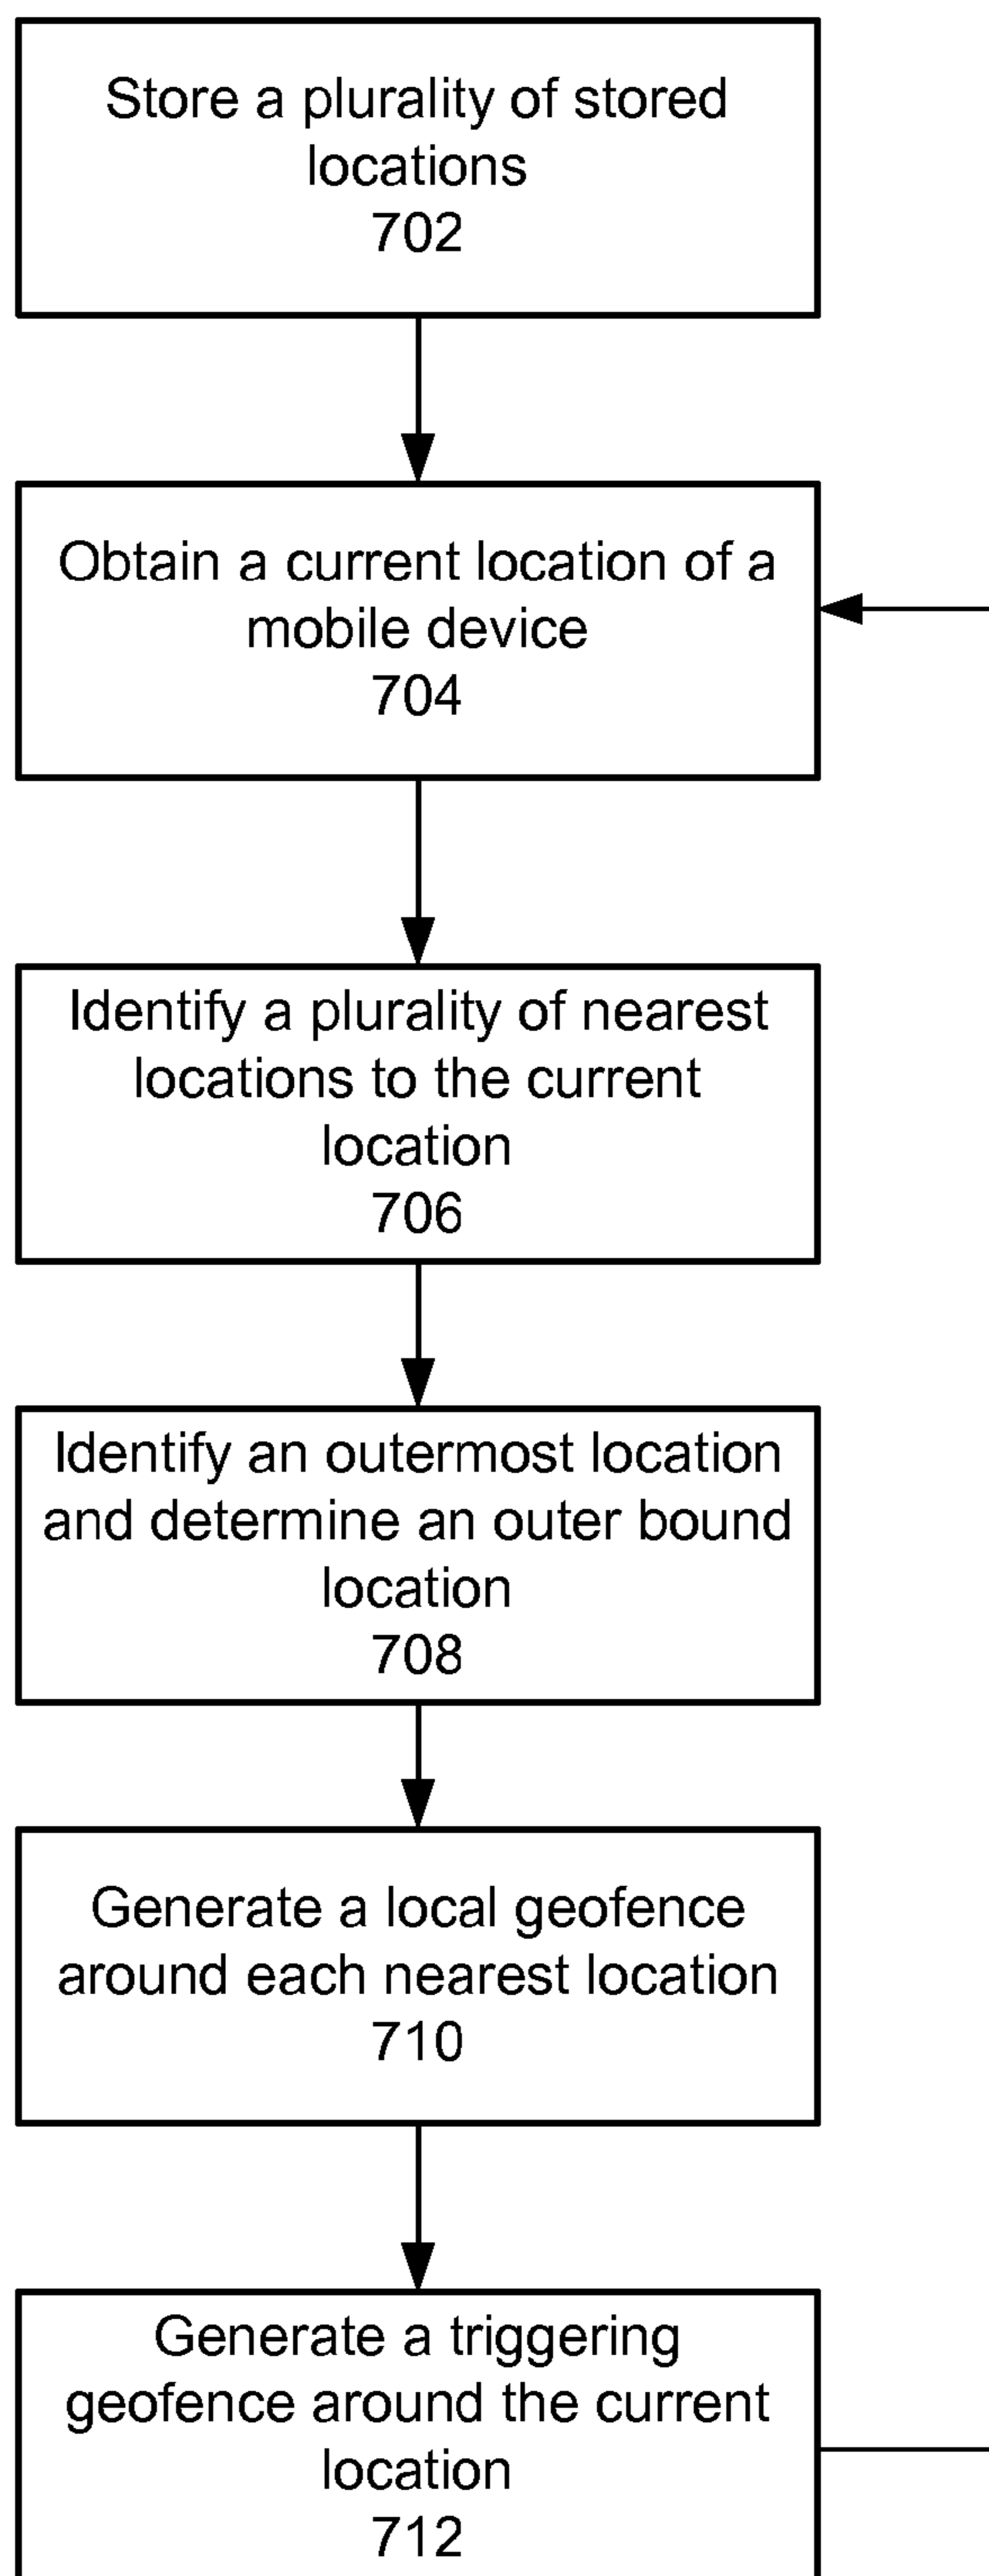 Store a plurality of stored
locations
702
Obtain a current location of a
mobile device
704
Identify a plurality of nearest
locations to the current
location
706
Identify an outermost location
and determine an outer bound
location
708
Generate a local geofence
around each nearest location
710
Generate a triggering
geofence around the current
location
712